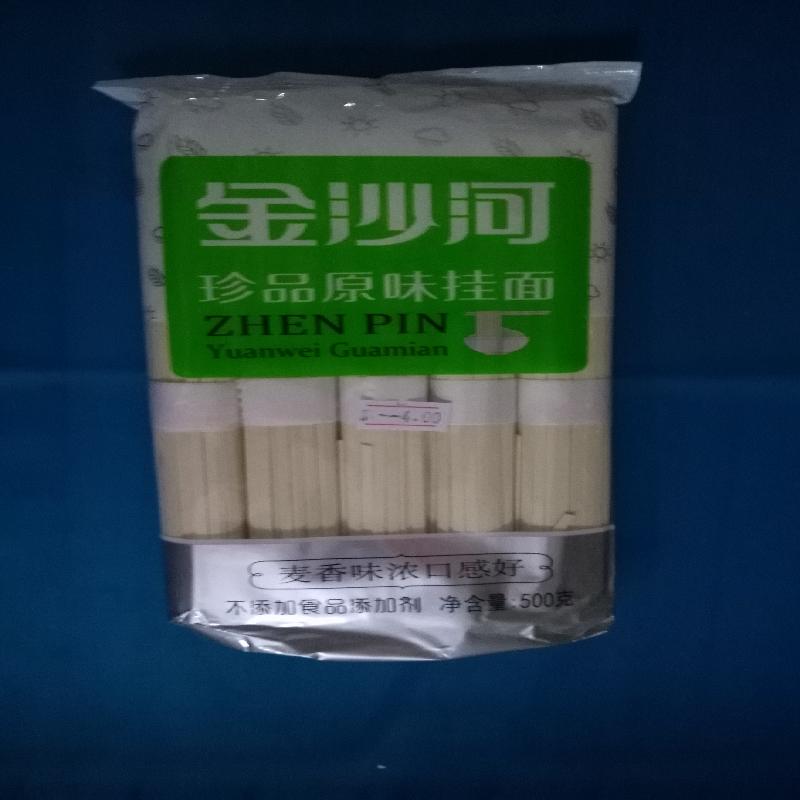 金沙河
珍品原味挂面
ZHEN PIN
Yuanwei Guamian
4.00
麦香味浓口感好
不添加食品添加剂 净含量:500克